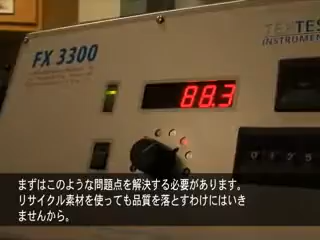 TEXTES
INSTRUMEN
FX 3300
88.3
まずはこのような問題点を解決する必要があります。
リサイクル素材を使っても品質を落とすわけにはいき
ませんから。